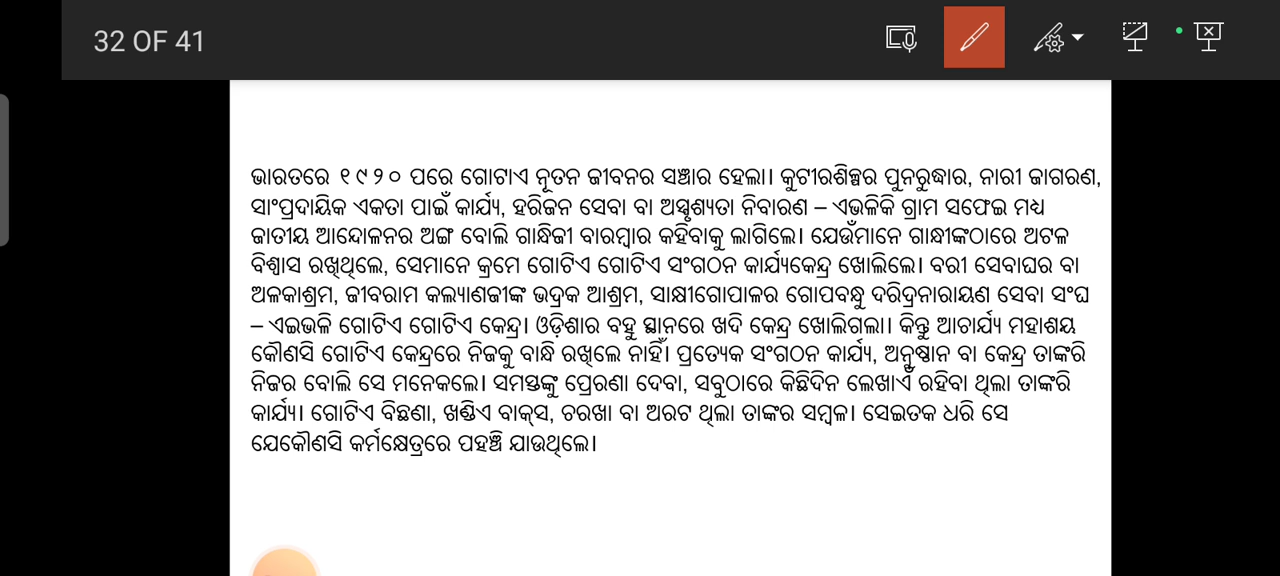 32 OF 41
ଭାରତରେ ୧୯୨୦ ପରେ ଗୋଟାଏ ନୂତନ ଜୀବନର ସଞ୍ଚାର ହେଲା। କୁଟୀରଶିଳ୍ପର ପୁନରୁଦ୍ଧାର, ନାରୀ ଜାଗରଣ,
ସାଂପ୍ରଦାୟିକ ଏକତା ପାଇଁ କାର୍ଯ୍ୟ, ହରିଜନ ସେବା ବା ଅସ୍ପୃଶ୍ୟତା ନିବାରଣ – ଏଭଳିକି ଗ୍ରାମ ସଫେଇ ମଧ୍ୟ
ଜାତୀୟ ଆନ୍ଦୋଳନର ଅଙ୍ଗ ବୋଲି ଗାନ୍ଧିଜୀ ବାରମ୍ବାର କହିବାକୁ ଲାଗିଲେ। ଯେଉଁମାନେ ଗାନ୍ଧୀଙ୍କଠାରେ ଅଟଳ
ବିଶ୍ୱାସ ରଖିଥିଲେ, ସେମାନେ କ୍ରମେ ଗୋଟିଏ ଗୋଟିଏ ସଂଗଠନ କାର୍ଯ୍ୟକେନ୍ଦ୍ର ଖୋଲିଲେ। ବରୀ ସେବାଘର ବା
ଅଳକାଶ୍ରମ, ଜୀବରାମ କଲ୍ୟାଣଜୀଙ୍କ ଭଦ୍ରକ ଆଶ୍ରମ, ସାକ୍ଷୀଗୋପାଳର ଗୋପବନ୍ଧୁ ଦରିଦ୍ରନାରାୟଣ ସେବା ସଂଘ
– ଏଇଭଳି ଗୋଟିଏ ଗୋଟିଏ କେନ୍ଦ୍ର। ଓଡ଼ିଶାର ବହୁ ସ୍ଥାନରେ ଖଦି କେନ୍ଦ୍ର ଖୋଲିଗଲା। କିନ୍ତୁ ଆଚାର୍ଯ୍ୟ ମହାଶୟ
କୌଣସି ଗୋଟିଏ କେନ୍ଦ୍ରରେ ନିଜକୁ ବାନ୍ଧି ରଖିଲେ ନାହିଁ। ପ୍ରତ୍ୟେକ ସଂଗଠନ କାର୍ଯ୍ୟ, ଅନୁଷ୍ଠାନ ବା କେନ୍ଦ୍ର ତାଙ୍କରି
ନିଜର ବୋଲି ସେ ମନେକଲେ। ସମସ୍ତଙ୍କୁ ପ୍ରେରଣା ଦେବା, ସବୁଠାରେ କିଛିଦିନ ଲେଖାଏଁ ରହିବା ଥିଲା ତାଙ୍କରି
କାର୍ଯ୍ୟ। ଗୋଟିଏ ବିଛଣା, ଖଣ୍ଡିଏ ବାକ୍‌ସ, ଚରଖା ବା ଅରଟ ଥିଲା ତାଙ୍କର ସମ୍ବଳ। ସେଇତକ ଧରି ସେ
ଯେକୌଣସି କର୍ମକ୍ଷେତ୍ରରେ ପହଞ୍ଚି ଯାଉଥିଲେ।